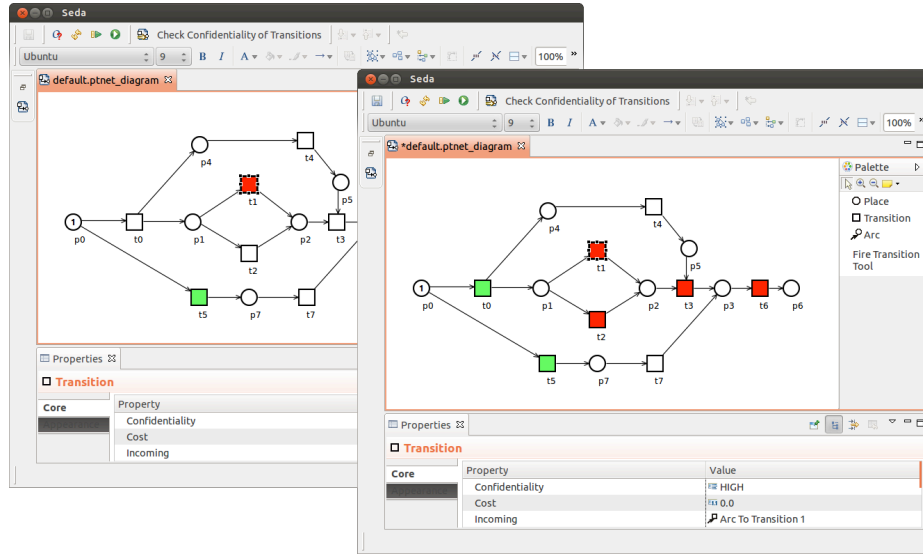 Seda
Check Confidentiality of Transitions
Ubuntu 9 B I A 100% »
default.ptnet_diagram
p4 t4
t1 p5
1
p0 t0 p1 p2 t3
t2
t5 p7 t7
Properties
Transition
Core Property
Confidentiality
Cost
Incoming
Seda
Check Confidentiality of Transitions
Ubuntu 9 B I A 100%
*default.ptnet_diagram
Palette
Place
Transition
Arc
Fire Transition
Tool
p4 t4
t1 p5
1
p0 t0 p1 p2 t3 p3 t6 p6
t2
t5 p7 t7
Properties
Transition
Core Property Value
Confidentiality HIGH
Cost 0.0
Incoming Arc To Transition 1